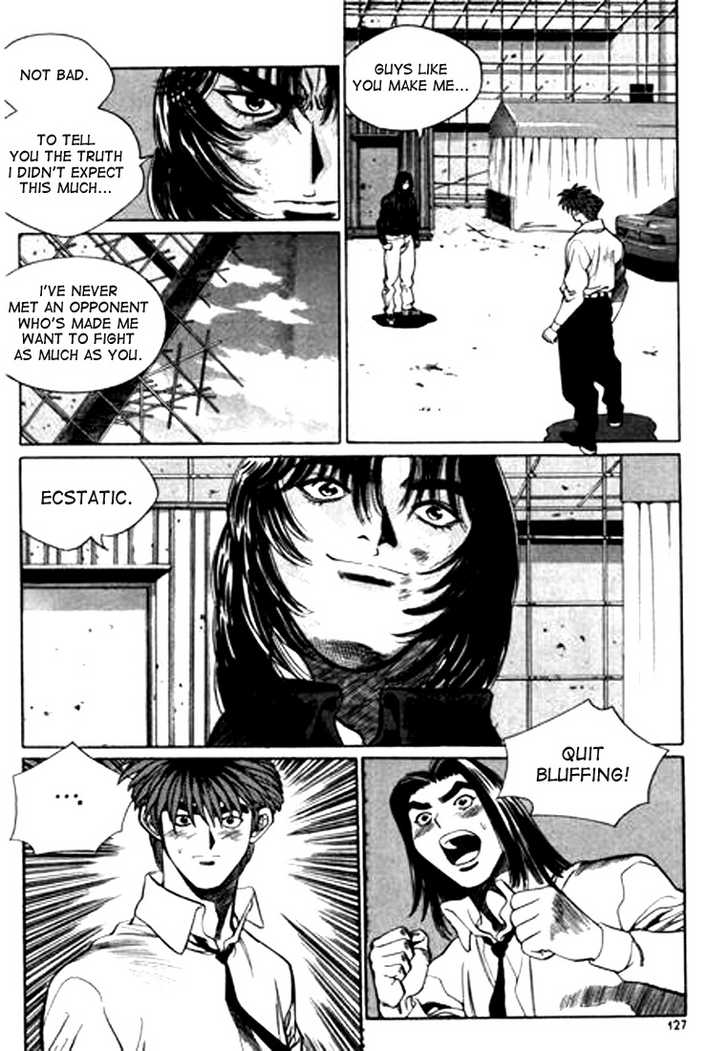 NOT BAD.
TO TELL
YOU THE TRUTH
I DIDN'T EXPECT
THIS MUCH...
I'VE NEVER
MET AN OPPONENT
WHO'S MADE ME
WANT TO FIGHT
AS MUCH AS YOU.
GUYS LIKE
YOU MAKE ME...
ECSTATIC.
...
QUIT
BLUFFING!
127